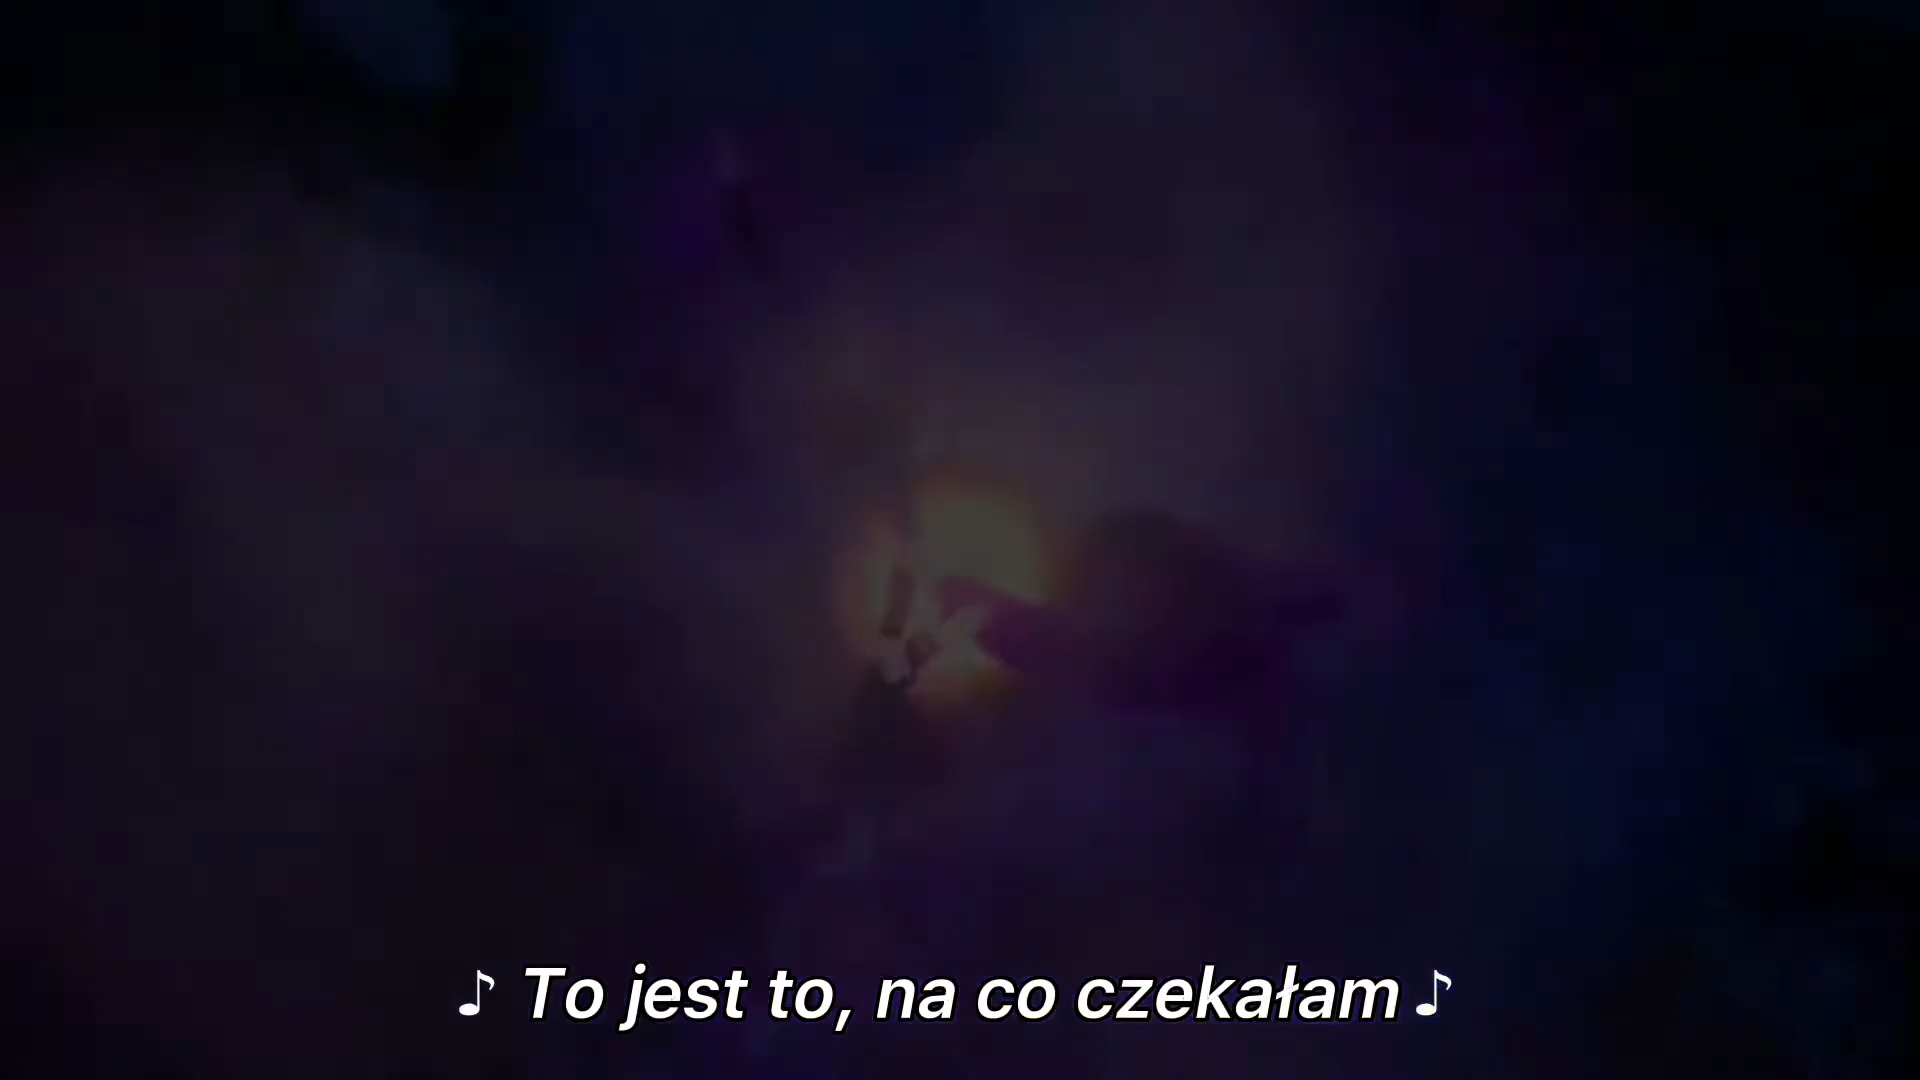 ♪ To jest to, na co czekałam ♪